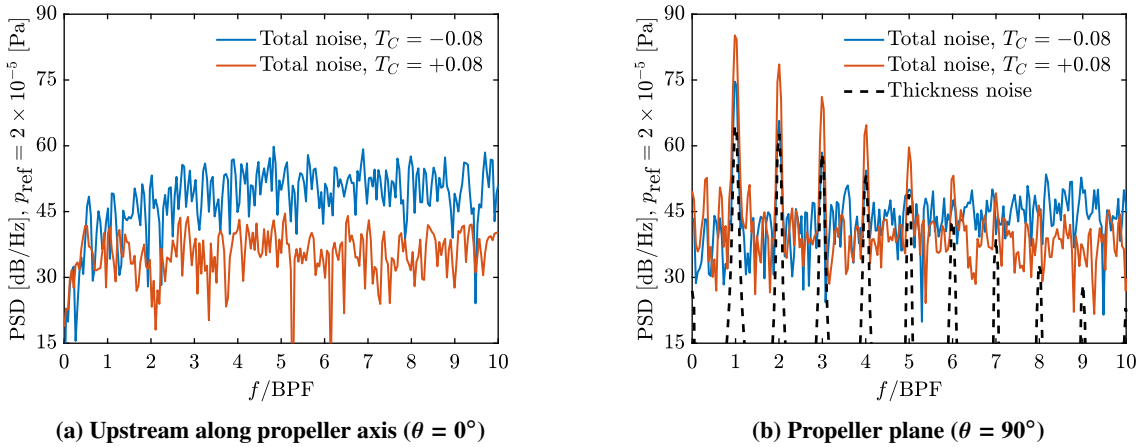 PSD [dB/Hz], p_ref = 2 × 10⁻⁵ [Pa]
90
75
60
45
30
15
Total noise, T_C = −0.08
Total noise, T_C = +0.08
0 1 2 3 4 5 6 7 8 9 10
f/BPF
(a) Upstream along propeller axis (θ = 0°)
PSD [dB/Hz], p_ref = 2 × 10⁻⁵ [Pa]
90
75
60
45
30
15
Total noise, T_C = −0.08
Total noise, T_C = +0.08
Thickness noise
0 1 2 3 4 5 6 7 8 9 10
f/BPF
(b) Propeller plane (θ = 90°)